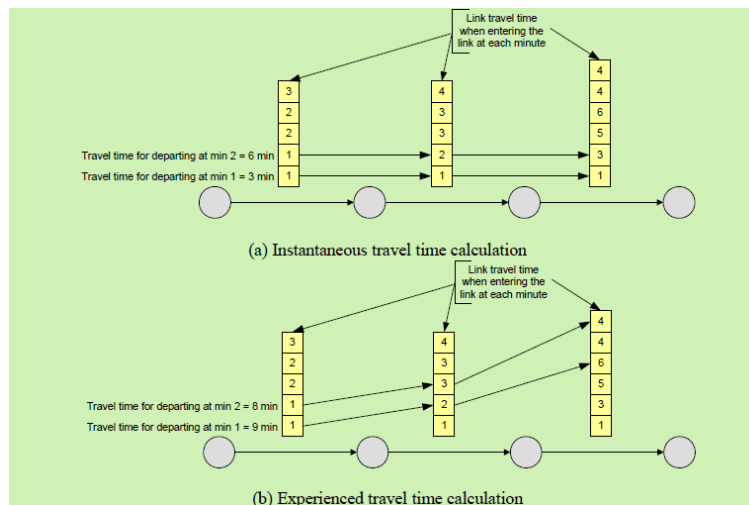 Link travel time
when entering the
link at each minute
3
2
2
1
1
4
3
3
2
1
4
4
6
5
3
1
Travel time for departing at min 2 = 6 min
Travel time for departing at min 1 = 3 min
(a) Instantaneous travel time calculation
Link travel time
when entering the
link at each minute
3
2
2
1
1
4
3
3
2
1
4
4
6
5
3
1
Travel time for departing at min 2 = 8 min
Travel time for departing at min 1 = 9 min
(b) Experienced travel time calculation